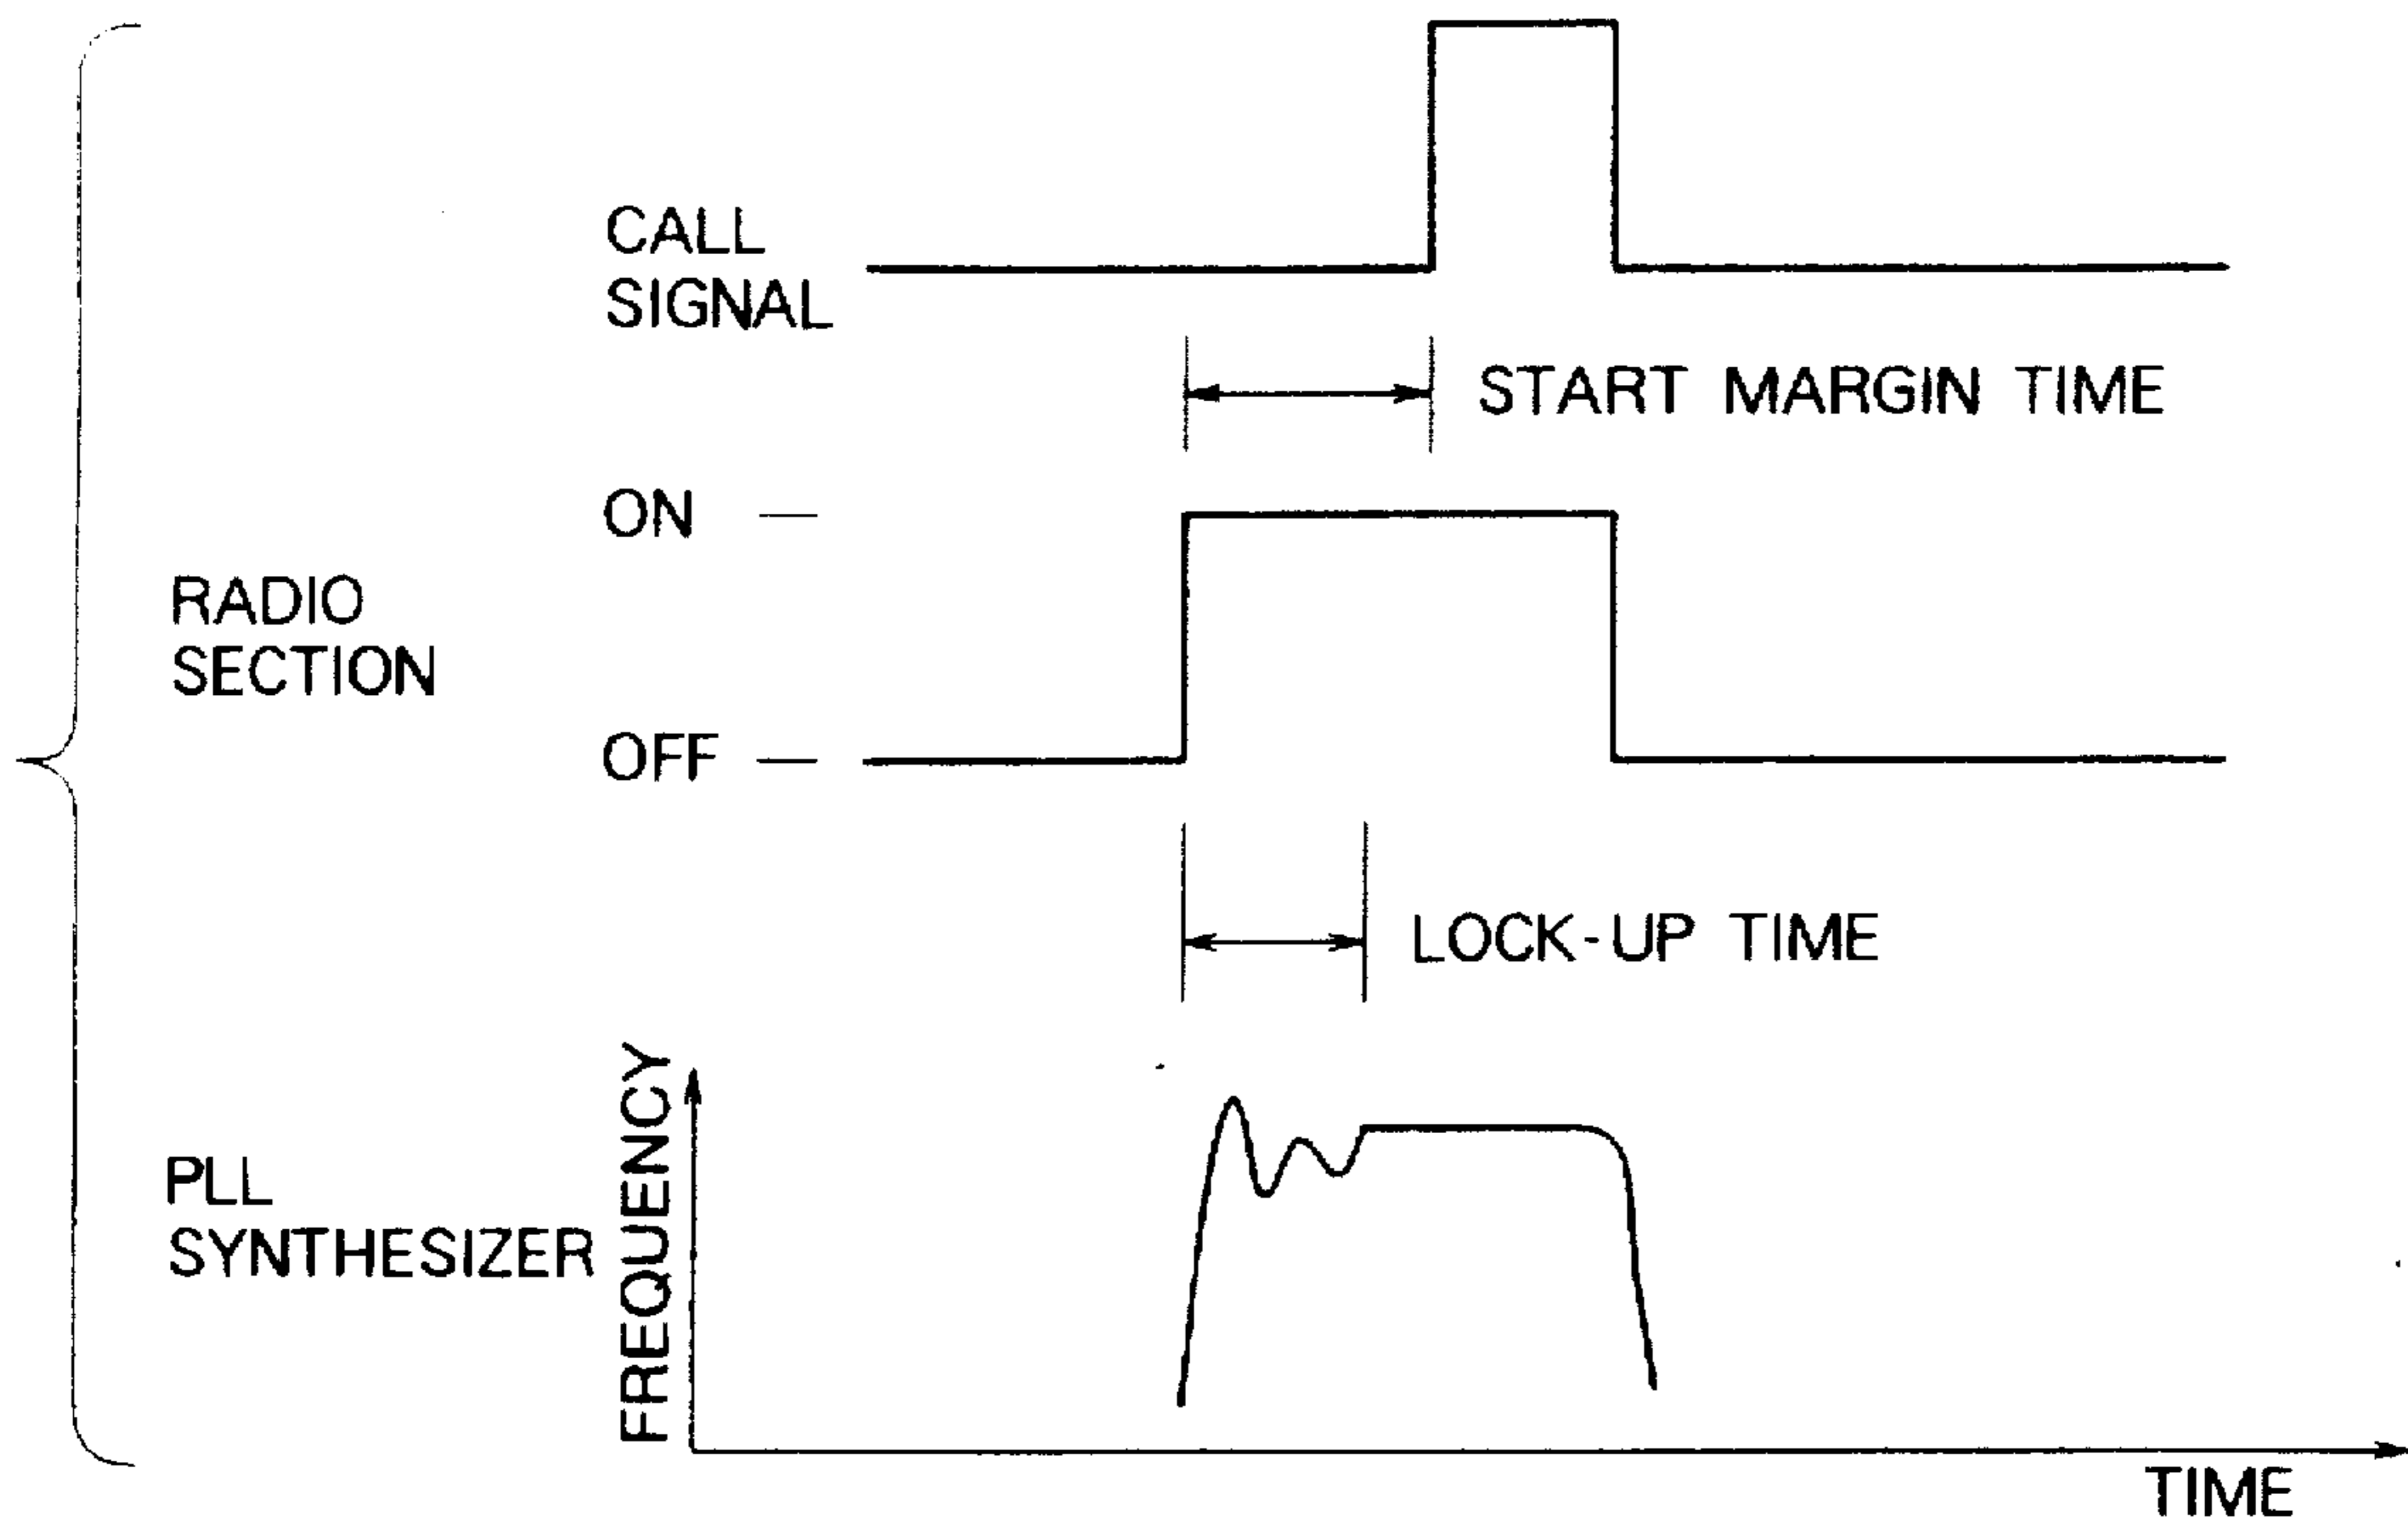 CALL
SIGNAL
START MARGIN TIME
ON
RADIO
SECTION
OFF
LOCK-UP TIME
FREQUENCY
PLL
SYNTHESIZER
TIME